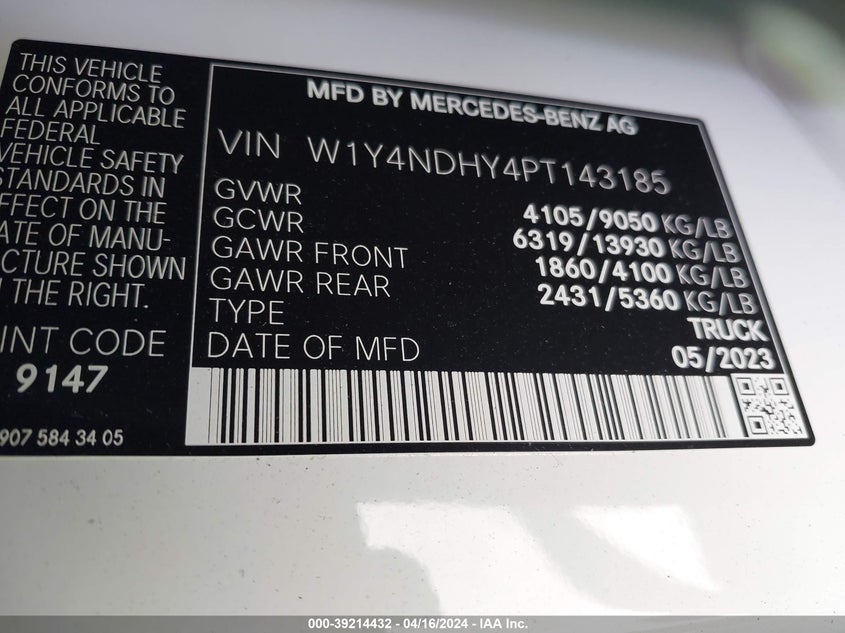 THIS VEHICLE
CONFORMS TO
ALL APPLICABLE
FEDERAL
VEHICLE SAFETY
STANDARDS IN
EFFECT ON THE
DATE OF MANU-
CTURE SHOWN
THE RIGHT.
INT CODE
9147
907 584 34 05
MFD BY MERCEDES-BENZ AG
VIN W1Y4NDHY4PT143185
GVWR 4105/9050 KG/LB
GCWR 6319/13930 KG/LB
GAWR FRONT 1860/4100 KG/LB
GAWR REAR 2431/5360 KG/LB
TYPE TRUCK
DATE OF MFD 05/2023
000-39214432 - 04/16/2024 - IAA Inc.